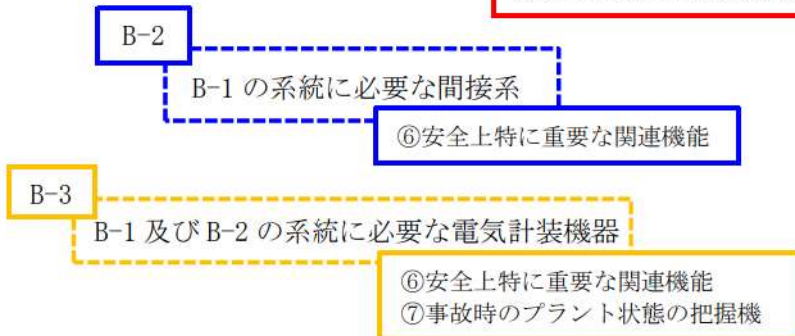 B-2
B-1 の系統に必要な間接系
⑥安全上特に重要な関連機能
B-3
B-1 及び B-2 の系統に必要な電気計装機器
⑥安全上特に重要な関連機能
⑦事故時のプラント状態の把握機